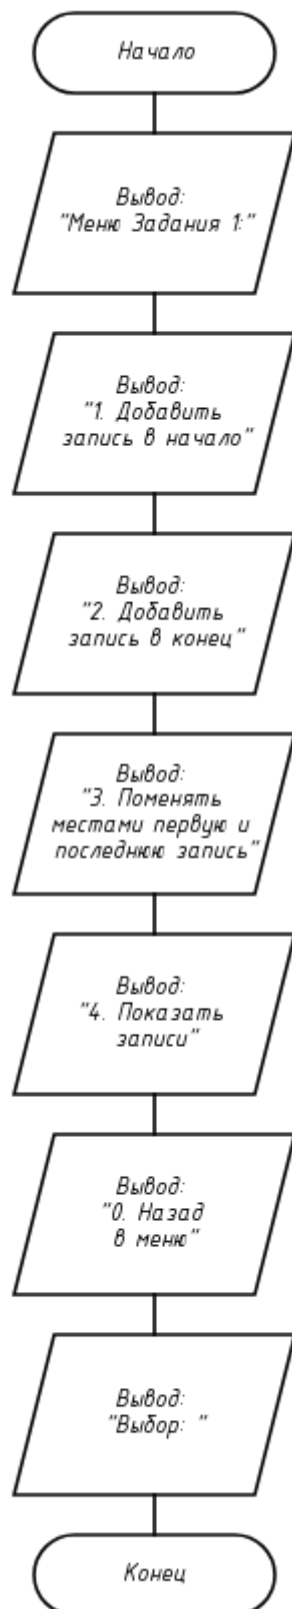 Начало
Вывод:
"Меню Задания 1:"
Вывод:
"1. Добавить
запись в начало"
Вывод:
"2. Добавить
запись в конец"
Вывод:
"3. Поменять
местами первую и
последнюю запись"
Вывод:
"4. Показать
записи"
Вывод:
"0. Назад
в меню"
Вывод:
"Выбор: "
Конец